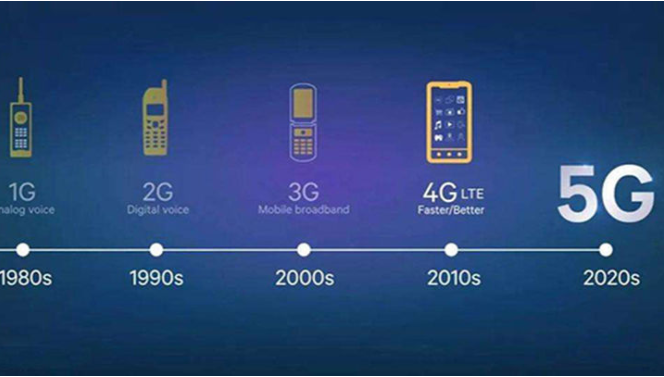 1G
nalog voice
2G
Digital voice
3G
Mobile broadband
4G LTE
Faster/Better
5G
1980s
1990s
2000s
2010s
2020s